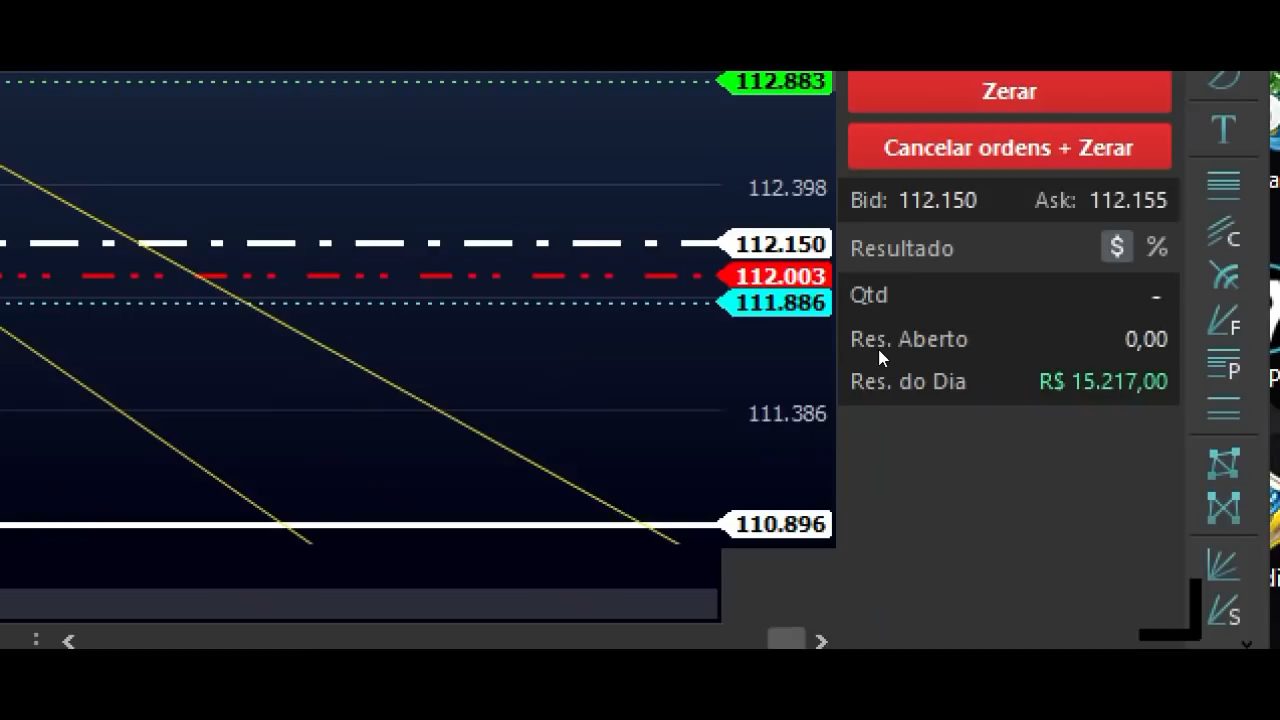 112.883
Zerar
Cancelar ordens + Zerar
112.398
Bid: 112.150 Ask: 112.155
112.150
Resultado $ %
112.003
111.886
Qtd -
Res. Aberto 0,00
Res. do Dia R$ 15.217,00
111.386
110.896
T
C
F
P
S